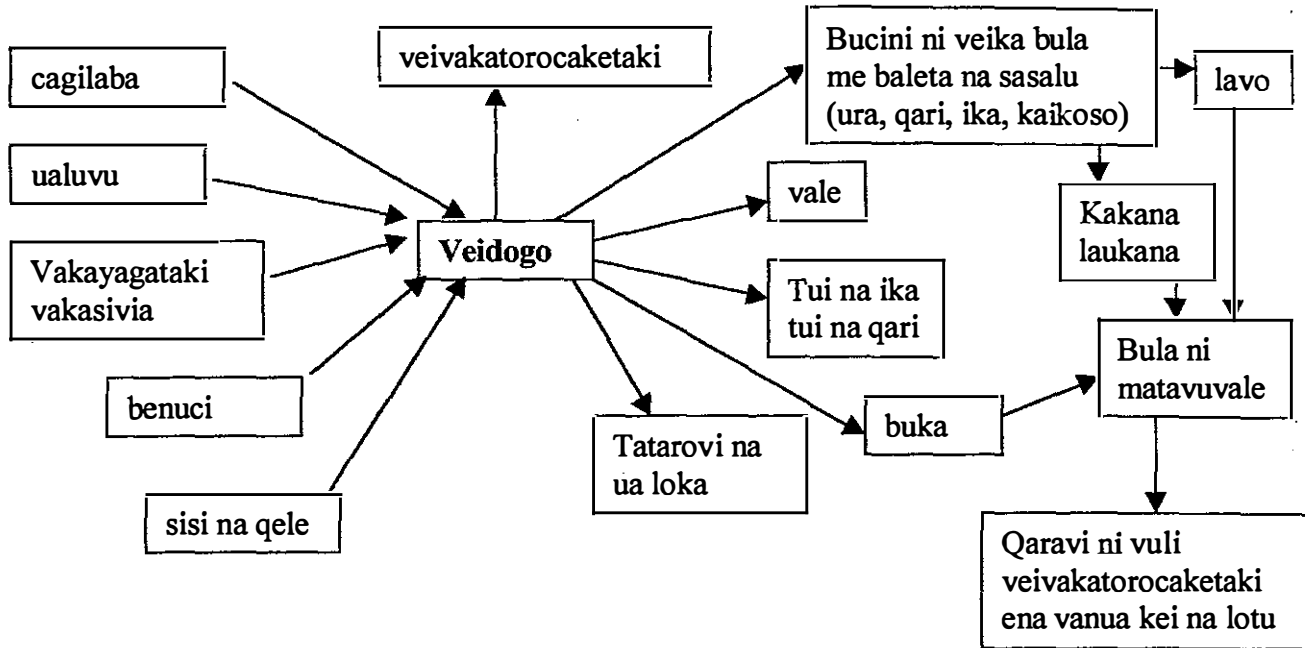 cagilaba
ualuvu
Vakayagataki
vakasivia
benuci
sisi na qele
veivakatorocaketaki
Veidogo
Bucini ni veika bula
me baleta na sasalu
(ura, qari, ika, kaikoso)
lavo
vale
Kakana
laukana
Tui na ika
tui na qari
Bula ni
matavuvale
Tatarovi na
ua loka
buka
Qaravi ni vuli
veivakatorocaketaki
ena vanua kei na lotu